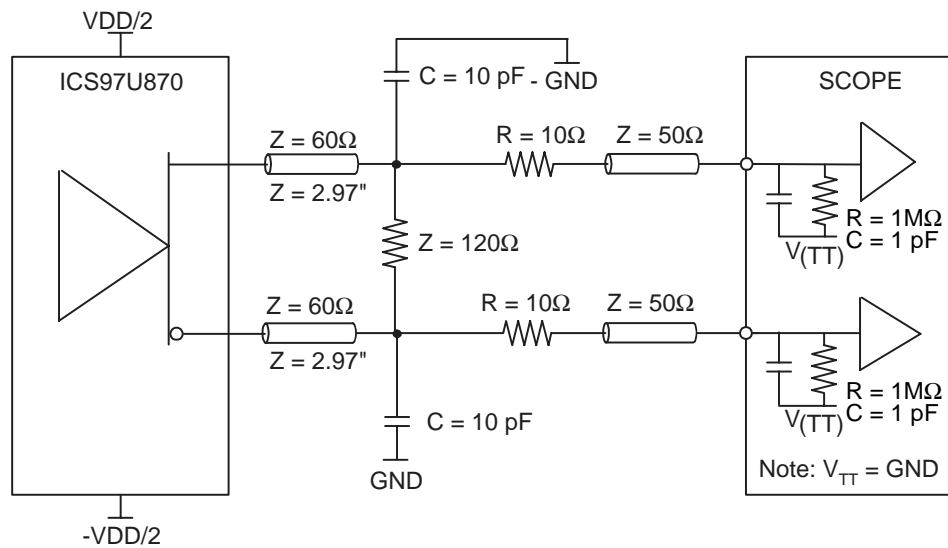 VDD/2
ICS97U870
C = 10 pF
- GND
SCOPE
Z = 60Ω
R = 10Ω
Z = 50Ω
Z = 2.97"
R = 1MΩ
C = 1 pF
V(TT)
Z = 120Ω
Z = 60Ω
R = 10Ω
Z = 50Ω
Z = 2.97"
R = 1MΩ
C = 1 pF
V(TT)
C = 10 pF
GND
Note: VTT = GND
-VDD/2